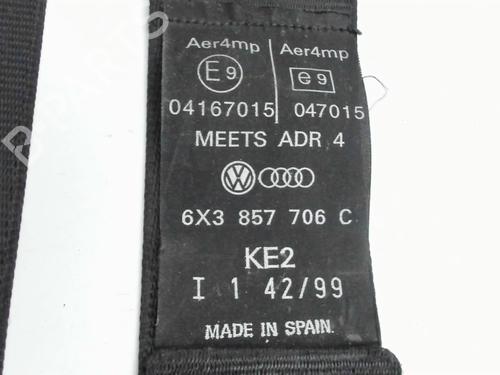 Aer4mp Aer4mp
E9 e9
04167015 047015
MEETS ADR 4
6X3 857 706 C
KE2
I 1 42/99
MADE IN SPAIN.